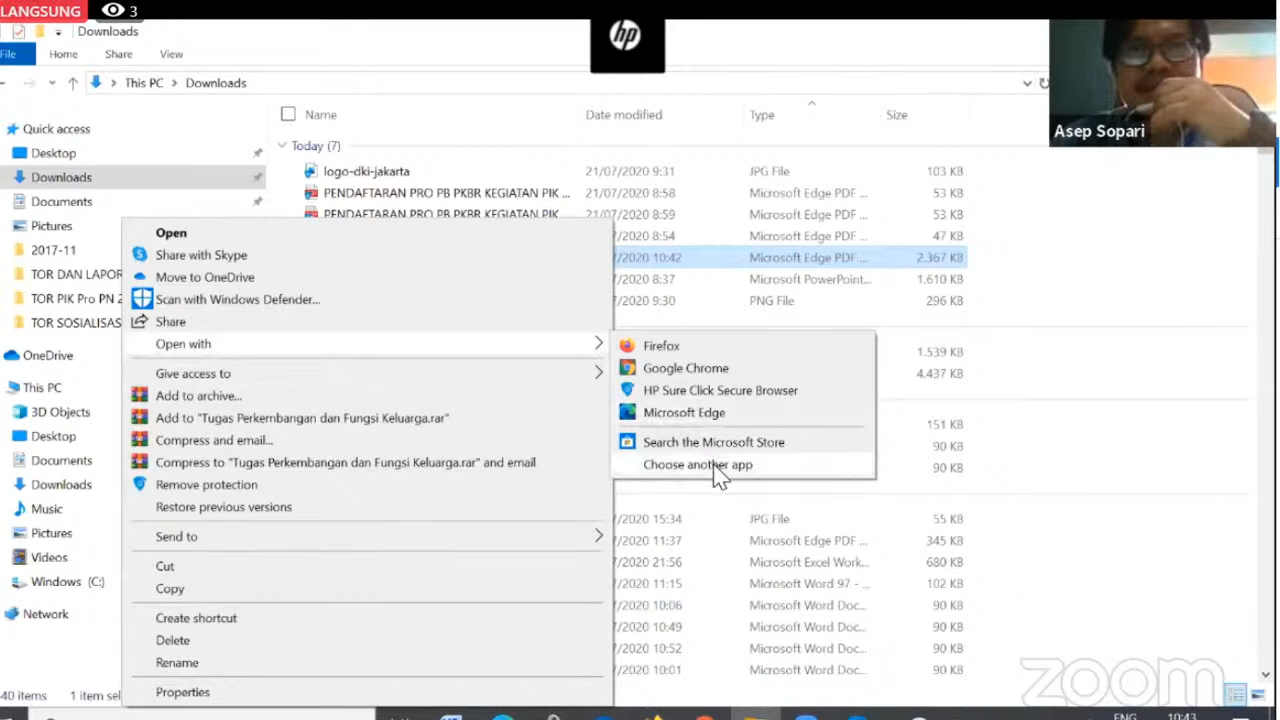 LANGSUNG 3
Downloads
hp
File Home Share View
This PC > Downloads
Name Date modified Type Size
Quick access
Today (7)
Asep Sopari
Desktop
logo-dki-jakarta 21/07/2020 9:31 JPG File 103 KB
Downloads
PENDAFTARAN PRO PB PKBR KEGIATAN PIK ... 21/07/2020 8:58 Microsoft Edge PDF ... 53 KB
Documents
PENDAFTARAN PRO PB PKBR KEGIATAN PIK ... 21/07/2020 8:59 Microsoft Edge PDF ... 53 KB
Pictures
/2020 8:54 Microsoft Edge PDF ... 47 KB
2017-11
/2020 10:42 Microsoft Edge PDF ... 2.367 KB
TOR DAN LAPOR
/2020 8:37 Microsoft PowerPoint... 1.610 KB
TOR PIK Pro PN 2
/2020 9:30 PNG File 296 KB
TOR SOSIALISAS
OneDrive
1.539 KB
4.437 KB
This PC
3D Objects
151 KB
Desktop
90 KB
Documents
90 KB
Downloads
Music
/2020 15:34 JPG File 55 KB
Pictures
/2020 11:37 Microsoft Edge PDF ... 345 KB
Videos
/2020 21:56 Microsoft Excel Work... 680 KB
Windows (C:)
/2020 11:15 Microsoft Word 97 - ... 102 KB
/2020 10:06 Microsoft Word Doc... 90 KB
Network
/2020 10:49 Microsoft Word Doc... 90 KB
/2020 10:52 Microsoft Word Doc... 90 KB
/2020 10:01 Microsoft Word Doc... 90 KB
Open
Share with Skype
Move to OneDrive
Scan with Windows Defender...
Share
Open with
Give access to
Add to archive...
Add to "Tugas Perkembangan dan Fungsi Keluarga.rar"
Compress and email...
Compress to "Tugas Perkembangan dan Fungsi Keluarga.rar" and email
Remove protection
Restore previous versions
Send to
Cut
Copy
Create shortcut
Delete
Rename
Properties
Firefox
Google Chrome
HP Sure Click Secure Browser
Microsoft Edge
Search the Microsoft Store
Choose another app
zoom
40 items 1 item sel
ENG 10:43